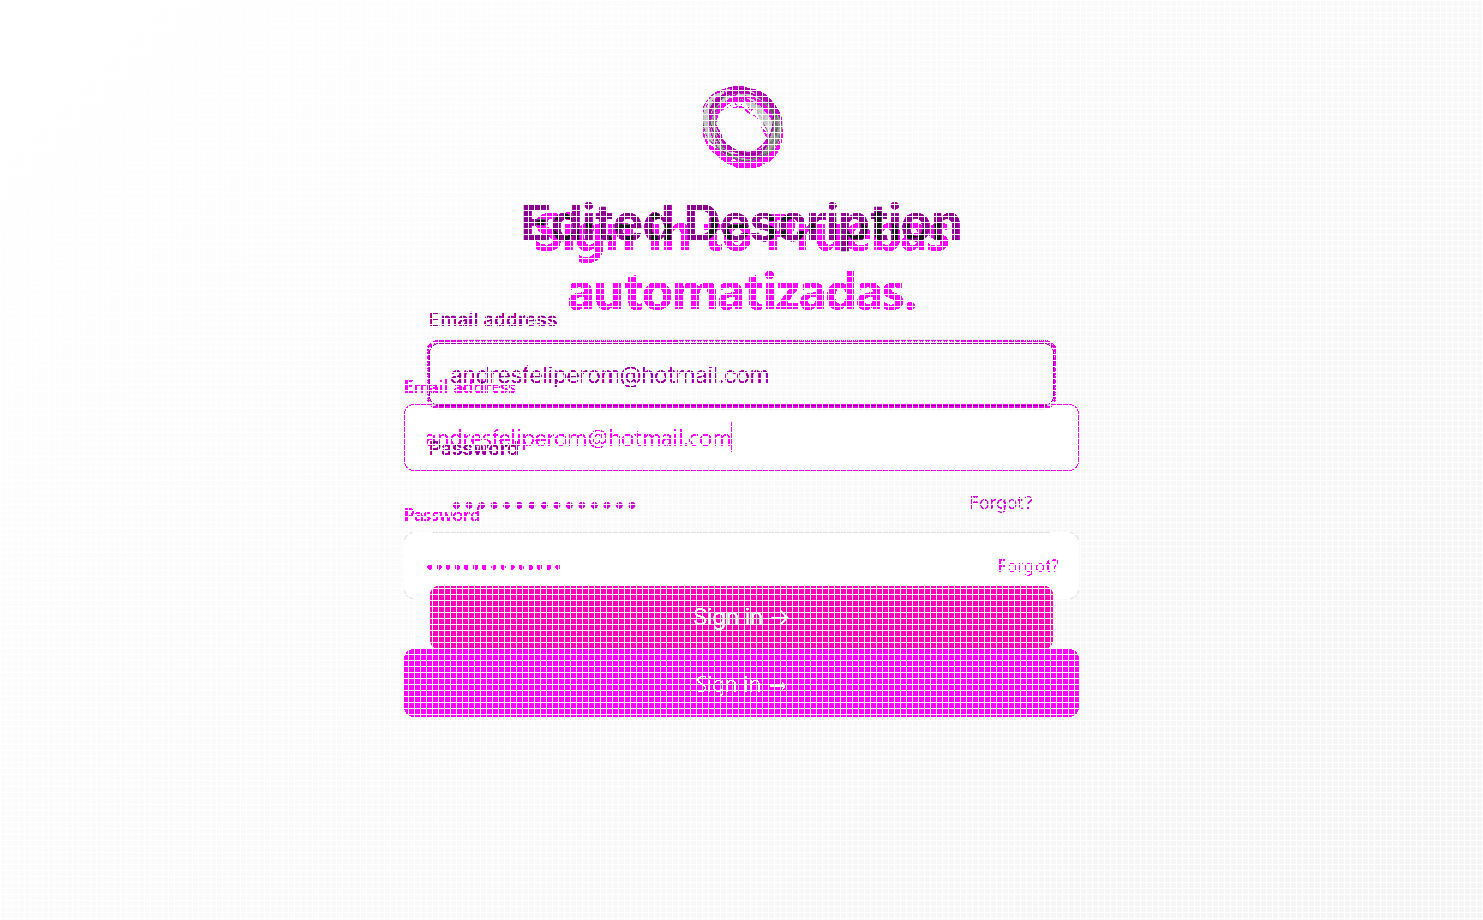 Edited Description
Sign in to Pruebas
automatizadas.
Email address
andresfeliperom@hotmail.com
Email address
andresfeliperom@hotmail.com
Password
Forgot?
Password
Forgot?
Sign in →
Sign in →